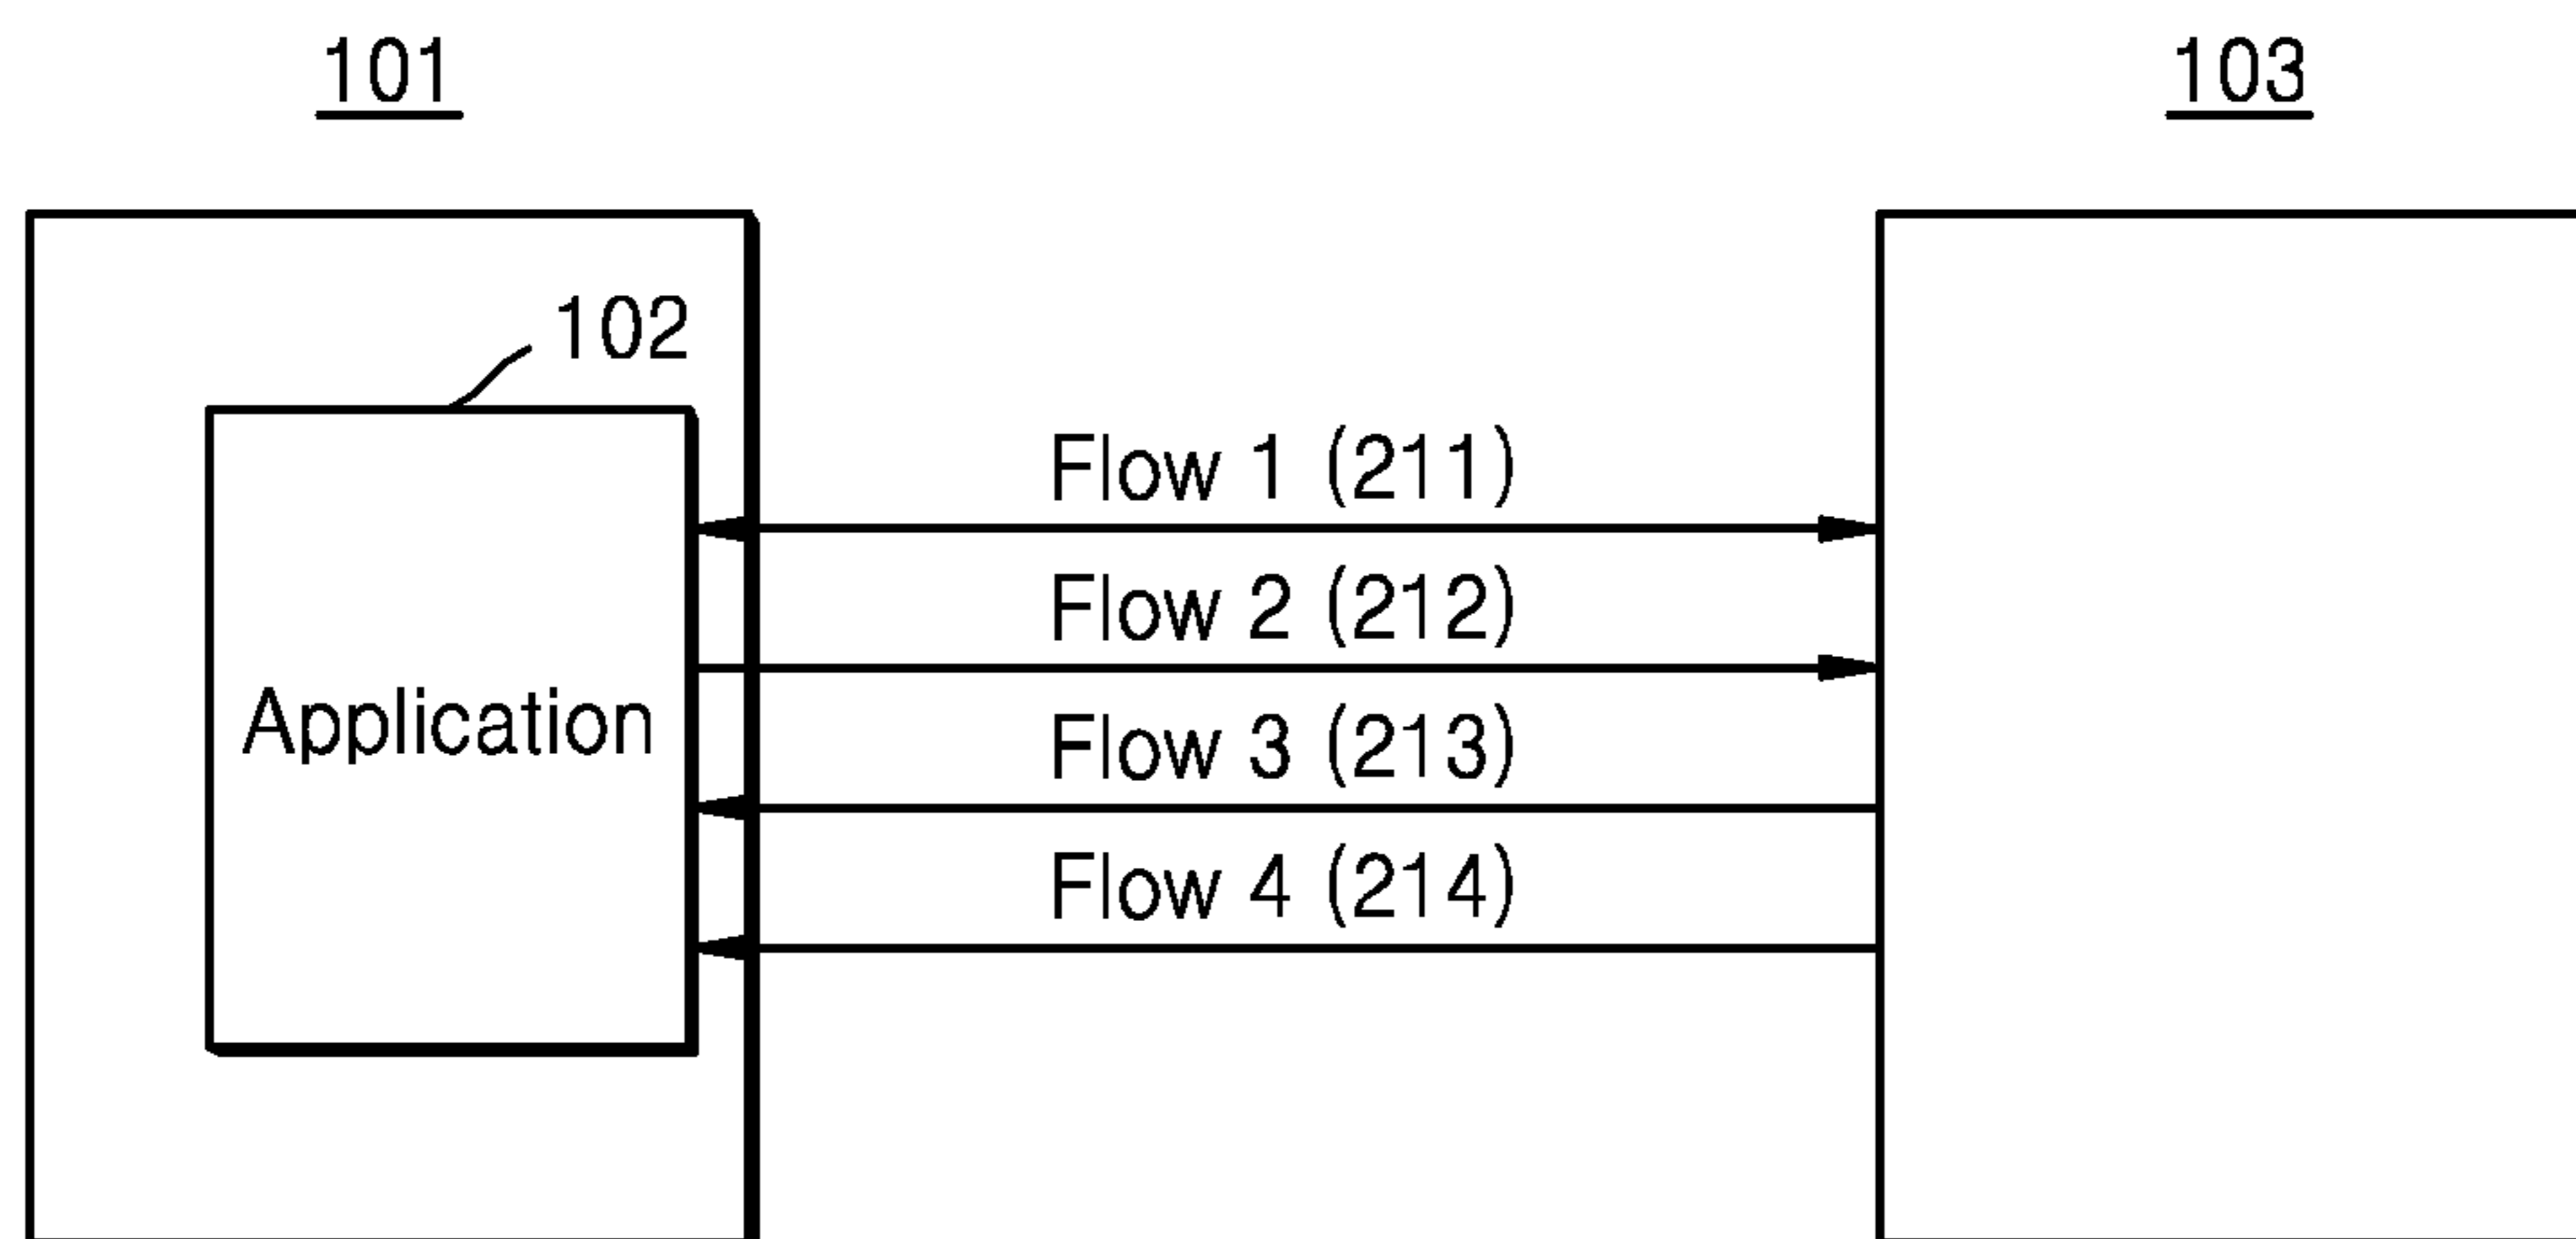 101
103
102
Flow 1 (211)
Flow 2 (212)
Application
Flow 3 (213)
Flow 4 (214)